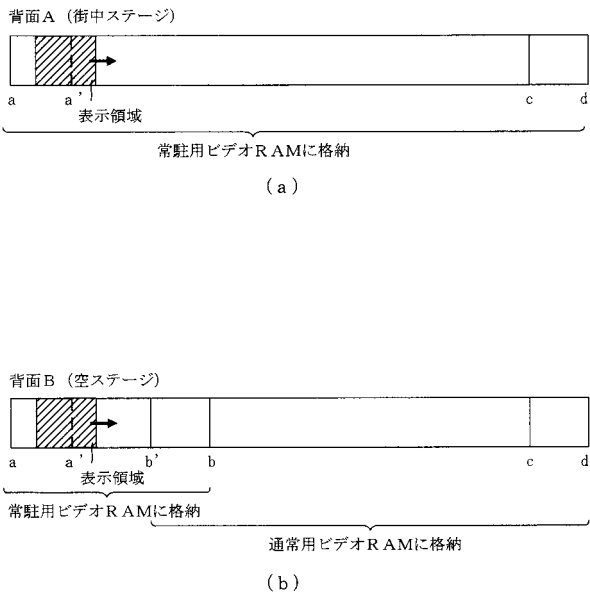 背面A（街中ステージ）
a a' c d
表示領域
常駐用ビデオRAMに格納
(a)
背面B（空ステージ）
a a' b' b c d
表示領域
常駐用ビデオRAMに格納
通常用ビデオRAMに格納
(b)